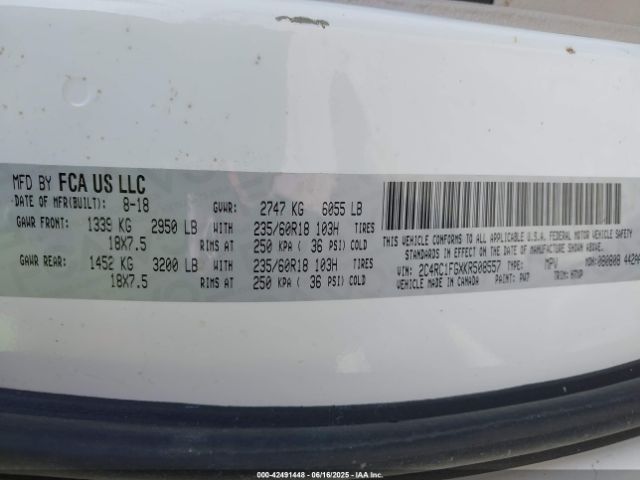 MFD BY FCA US LLC
DATE OF MFR(BUILT): 8-18 GVWR: 2747 KG 6055 LB
GAWR FRONT: 1339 KG 2950 LB WITH 235/60R18 103H TIRES
18X7.5 RIMS AT 250 KPA ( 36 PSI) COLD
GAWR REAR: 1452 KG 3200 LB WITH 235/60R18 103H TIRES
18X7.5 RIMS AT 250 KPA ( 36 PSI) COLD
THIS VEHICLE CONFORMS TO ALL APPLICABLE U.S.A. FEDERAL MOTOR VEHICLE SAFETY
STANDARDS IN EFFECT ON THE DATE OF MANUFACTURE SHOWN ABOVE.
VIN: 2C4RC1FGXKR508557 TYPE: MPV MDH: 080808
VEHICLE MADE IN CANADA PAINT: PW7 TRIM:
000-42491448 - 06/16/2025 - IAA Inc.